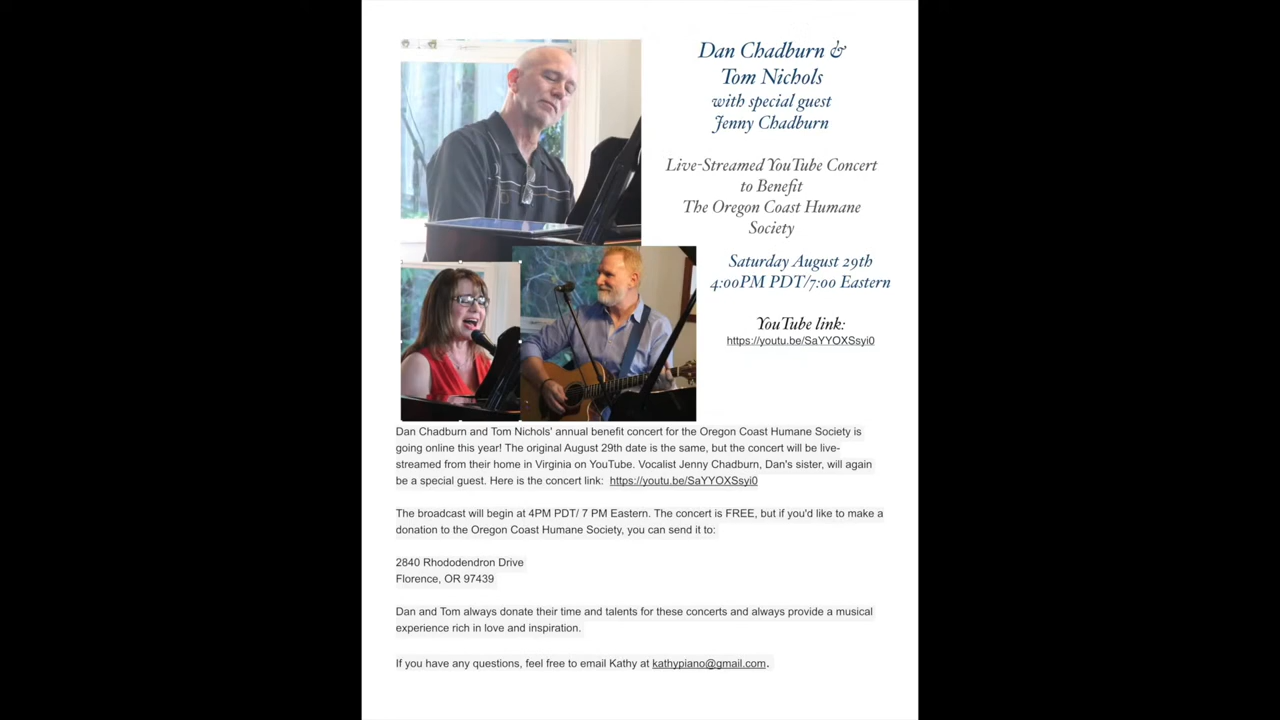 Dan Chadburn &
Tom Nichols
with special guest
Jenny Chadburn
Live-Streamed YouTube Concert
to Benefit
The Oregon Coast Humane
Society
Saturday August 29th
4:00PM PDT/7:00 Eastern
YouTube link:
https://youtu.be/SaYYOXSsyi0
Dan Chadburn and Tom Nichols' annual benefit concert for the Oregon Coast Humane Society is
going online this year! The original August 29th date is the same, but the concert will be live-
streamed from their home in Virginia on YouTube. Vocalist Jenny Chadburn, Dan's sister, will again
be a special guest. Here is the concert link: https://youtu.be/SaYYOXSsyi0
The broadcast will begin at 4PM PDT/ 7 PM Eastern. The concert is FREE, but if you'd like to make a
donation to the Oregon Coast Humane Society, you can send it to:
2840 Rhododendron Drive
Florence, OR 97439
Dan and Tom always donate their time and talents for these concerts and always provide a musical
experience rich in love and inspiration.
If you have any questions, feel free to email Kathy at kathypiano@gmail.com.